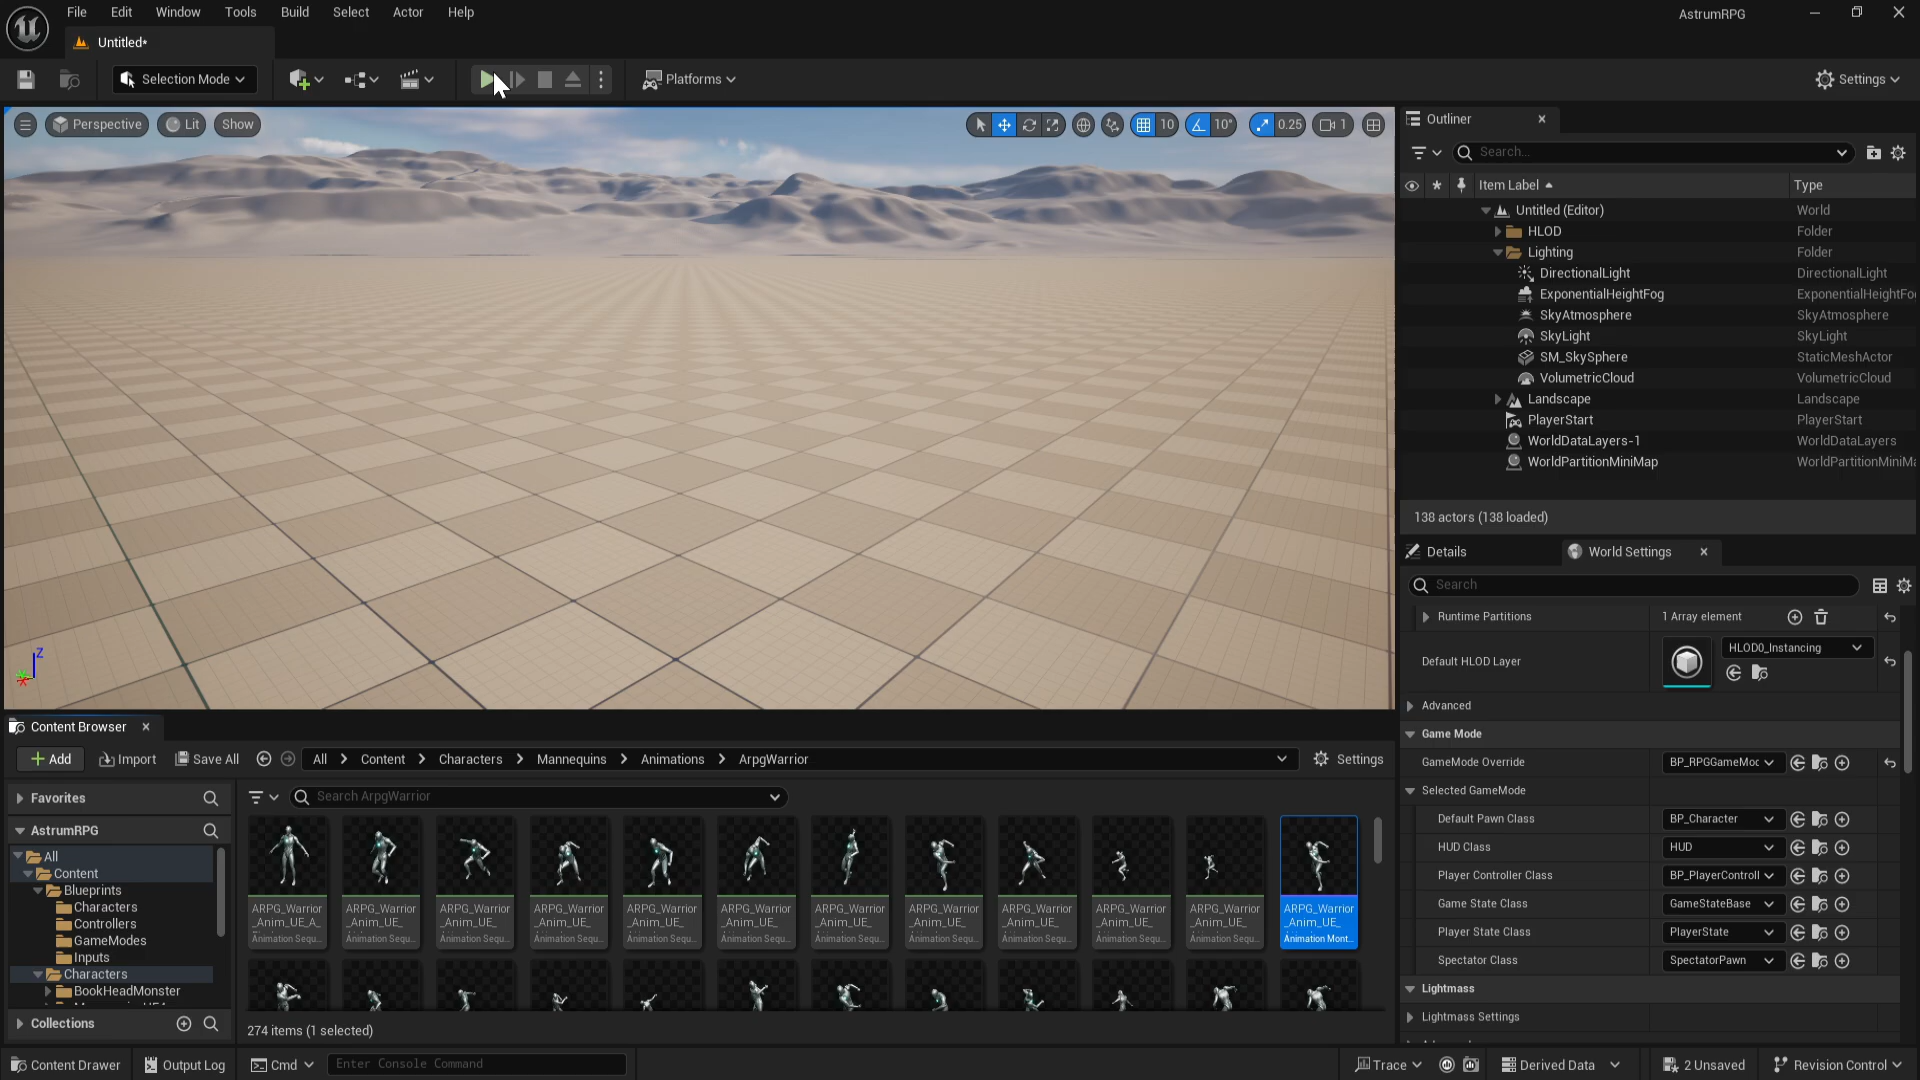 File Edit Window Tools Build Select Actor Help
AstrumRPG
Untitled*
Selection Mode
Platforms
Settings
Perspective Lit Show
10 10° 0.25 1
Z
Outliner
Search...
Item Label Type
Untitled (Editor) World
HLOD Folder
Lighting Folder
DirectionalLight DirectionalLight
ExponentialHeightFog ExponentialHeightFo
SkyAtmosphere SkyAtmosphere
SkyLight SkyLight
SM_SkySphere StaticMeshActor
VolumetricCloud VolumetricCloud
Landscape Landscape
PlayerStart PlayerStart
WorldDataLayers-1 WorldDataLayers
WorldPartitionMiniMap WorldPartitionMiniMa
138 actors (138 loaded)
Details World Settings
Search
Runtime Partitions 1 Array element
Default HLOD Layer HLOD0_Instancing
Advanced
Game Mode
GameMode Override BP_RPGGameMoc
Selected GameMode
Default Pawn Class BP_Character
HUD Class HUD
Player Controller Class BP_PlayerControll
Game State Class GameStateBase
Player State Class PlayerState
Spectator Class SpectatorPawn
Lightmass
Lightmass Settings
Content Browser
Add Import Save All All Content Characters Mannequins Animations ArpgWarrior Settings
Favorites
AstrumRPG
All
Content
Blueprints
Characters
Controllers
GameModes
Inputs
Characters
BookHeadMonster
Collections
Search ArpgWarrior
ARPG_Warrior ARPG_Warrior ARPG_Warrior ARPG_Warrior ARPG_Warrior ARPG_Warrior ARPG_Warrior ARPG_Warrior ARPG_Warrior ARPG_Warrior ARPG_Warrior ARPG_Warrior
_Anim_UE_A_ _Anim_UE_ _Anim_UE_ _Anim_UE_ _Anim_UE_ _Anim_UE_ _Anim_UE_ _Anim_UE_ _Anim_UE_ _Anim_UE_ _Anim_UE_ _Anim_UE_
Animation Sequ... Animation Sequ... Animation Sequ... Animation Sequ... Animation Sequ... Animation Sequ... Animation Sequ... Animation Sequ... Animation Sequ... Animation Sequ... Animation Sequ... Animation Mont...
274 items (1 selected)
Content Drawer Output Log Cmd Enter Console Command Trace Derived Data 2 Unsaved Revision Control